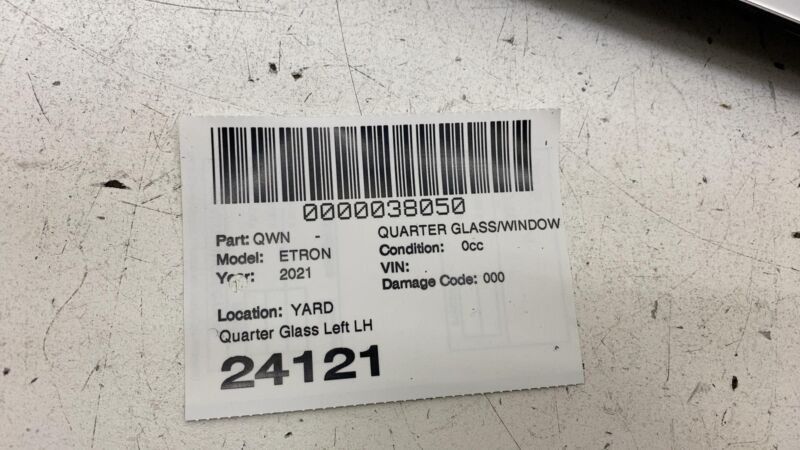 0000038050
Part: QWN - QUARTER GLASS/WINDOW
Model: ETRON Condition: 0cc
Year: 2021 VIN:
Damage Code: 000
Location: YARD
Quarter Glass Left LH
24121